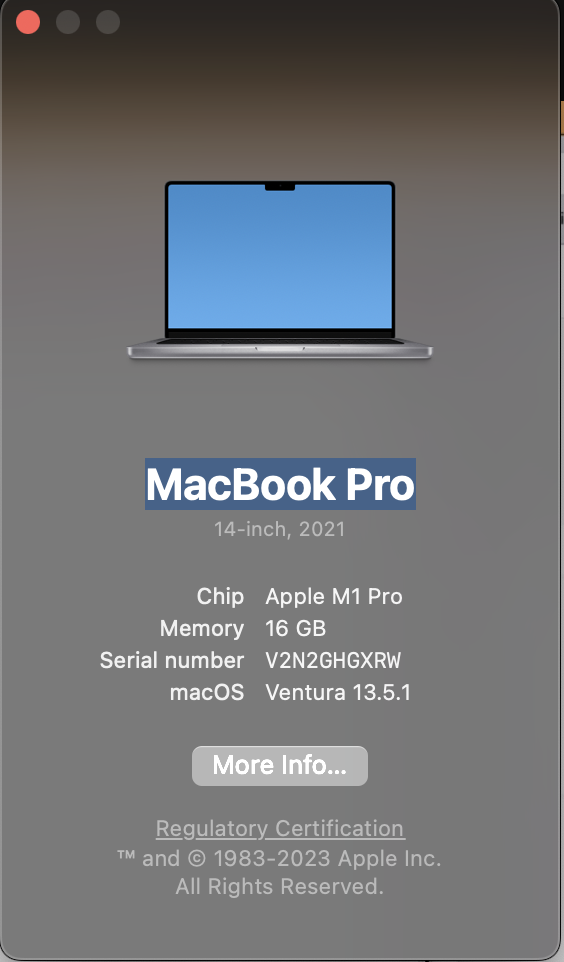 MacBook Pro
14-inch, 2021
Chip Apple M1 Pro
Memory 16 GB
Serial number V2N2GHGXRW
macOS Ventura 13.5.1
More Info...
Regulatory Certification
™ and © 1983-2023 Apple Inc.
All Rights Reserved.